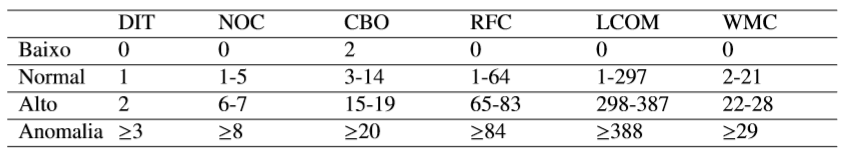 DIT NOC CBO RFC LCOM WMC
Baixo 0 0 2 0 0 0
Normal 1 1-5 3-14 1-64 1-297 2-21
Alto 2 6-7 15-19 65-83 298-387 22-28
Anomalia ≥3 ≥8 ≥20 ≥84 ≥388 ≥29